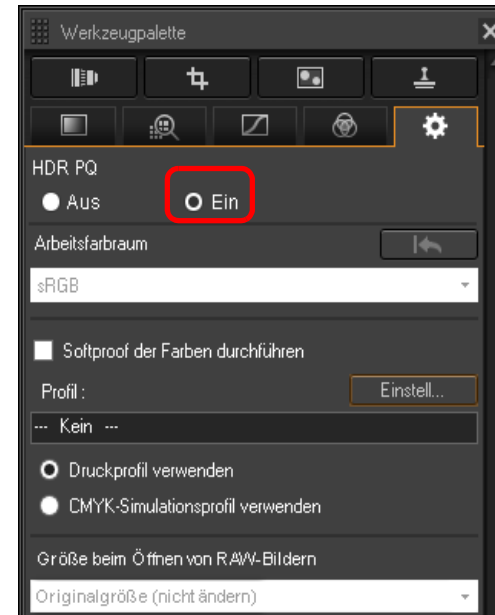 Werkzeugpalette
HDR PQ
Aus Ein
Arbeitsfarbraum
sRGB
Softproof der Farben durchführen
Profil : Einstell...
--- Kein ---
Druckprofil verwenden
CMYK-Simulationsprofil verwenden
Größe beim Öffnen von RAW-Bildern
Originalgröße (nicht ändern)